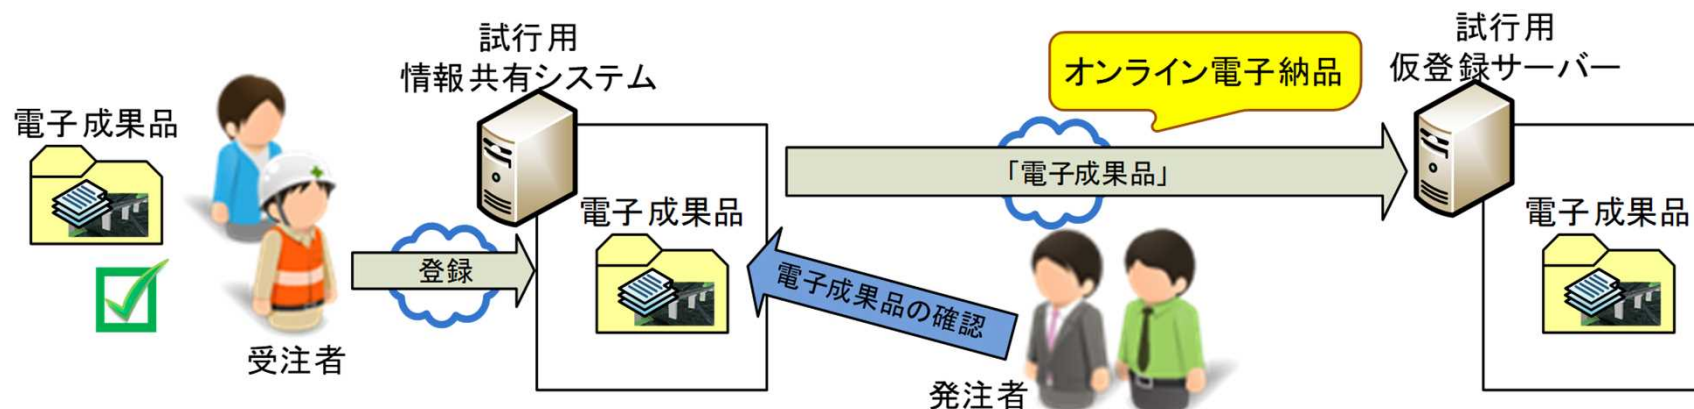 電子成果品
受注者
試行用
情報共有システム
登録
電子成果品
電子成果品の確認
発注者
オンライン電子納品
「電子成果品」
試行用
仮登録サーバー
電子成果品